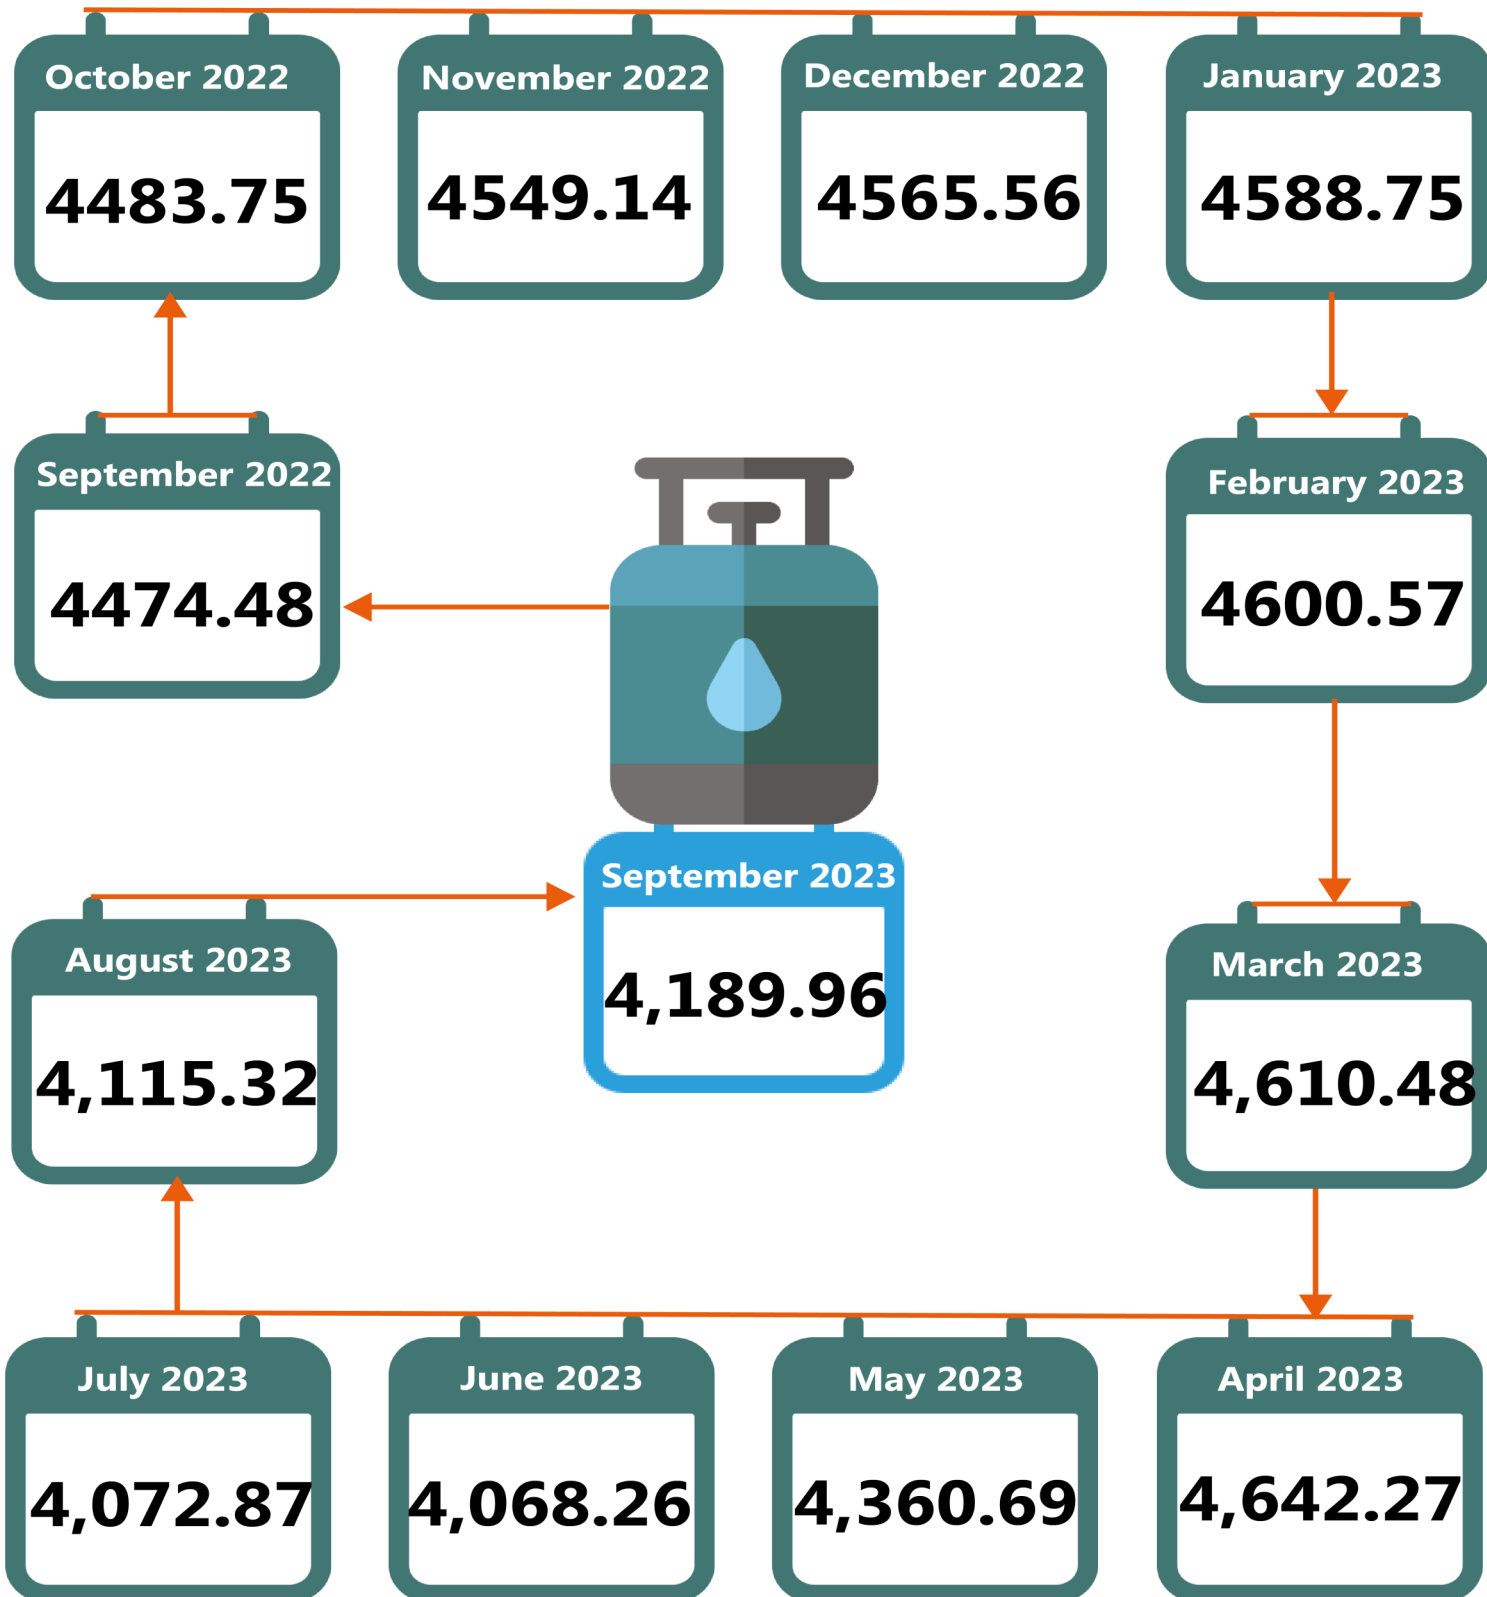 October 2022
4483.75
November 2022
4549.14
December 2022
4565.56
January 2023
4588.75
September 2022
4474.48
February 2023
4600.57
September 2023
4,189.96
August 2023
4,115.32
March 2023
4,610.48
July 2023
4,072.87
June 2023
4,068.26
May 2023
4,360.69
April 2023
4,642.27